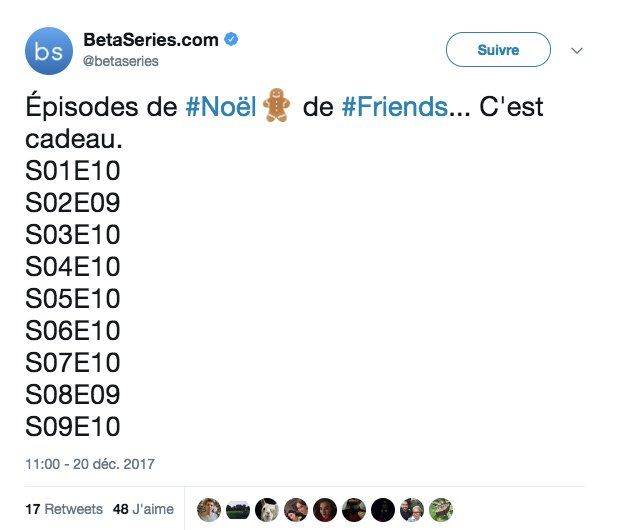 bs
BetaSeries.com
@betaseries
Suivre
Épisodes de #Noël de #Friends... C'est
cadeau.
S01E10
S02E09
S03E10
S04E10
S05E10
S06E10
S07E10
S08E09
S09E10
11:00 - 20 déc. 2017
17 Retweets 48 J'aime